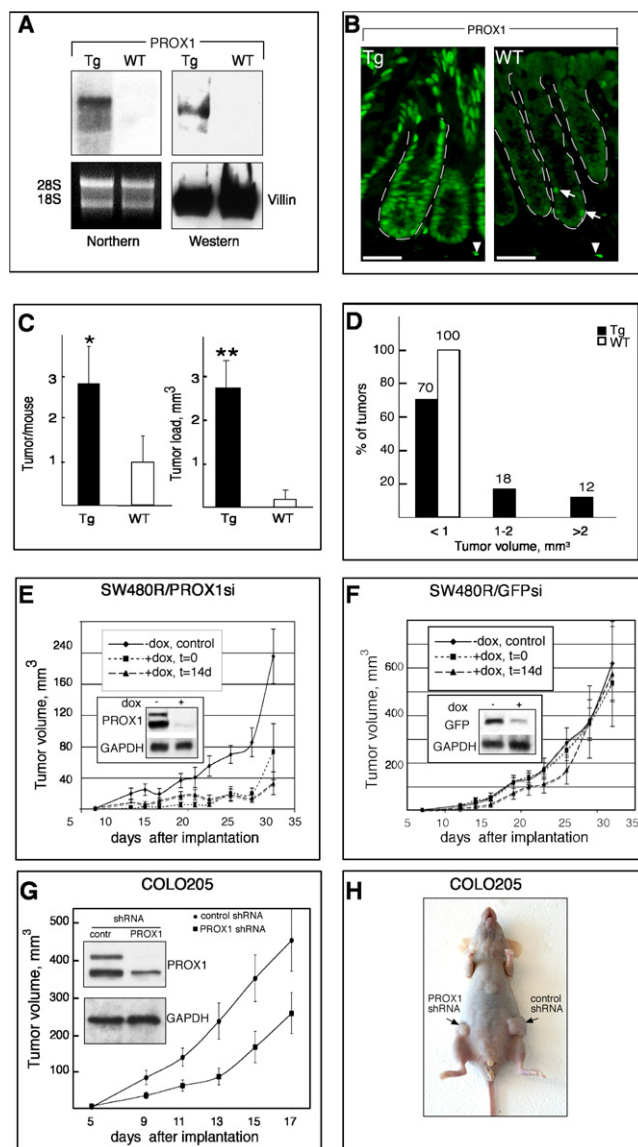 A
PROX1
Tg WT Tg WT
28S
18S
Villin
Northern Western
B
PROX1
Tg WT
C
*
**
Tumor/mouse
3
2
1
Tg WT
Tumor load, mm³
3
2
1
Tg WT
D
Tg
WT
% of tumors
100
80
60
40
20
70
100
18
12
< 1 1-2 >2
Tumor volume, mm³
SW480R/PROX1si
E
Tumor volume, mm³
240
160
120
80
40
-dox, control
+dox, t=0
+dox, t=14d
dox - +
PROX1
GAPDH
5 10 15 20 25 30 35
days after implantation
SW480R/GFPsi
F
Tumor volume, mm³
600
400
200
-dox, control
+dox, t=0
+dox, t=14d
dox - +
GFP
GAPDH
5 10 15 20 25 30 35
days after implantation
COLO205
G
Tumor volume, mm³
500
400
300
200
100
0
shRNA
contr PROX1
PROX1
GAPDH
control shRNA
PROX1 shRNA
5 9 11 13 15 17
days after implantation
COLO205
H
PROX1
shRNA
control
shRNA